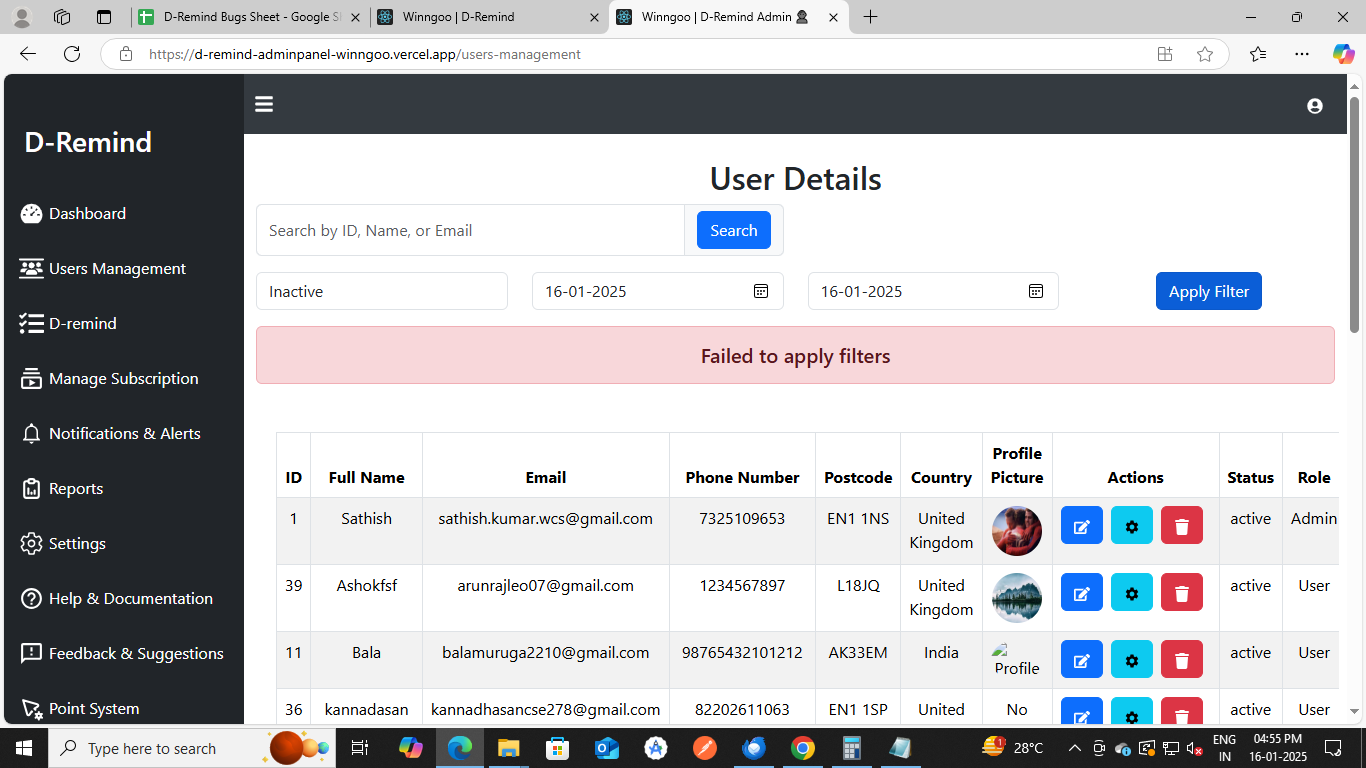 D-Remind Bugs Sheet - Google Sh
Winngoo | D-Remind
Winngoo | D-Remind Admin
https://d-remind-adminpanel-winngoo.vercel.app/users-management
D-Remind
Dashboard
Users Management
D-remind
Manage Subscription
Notifications & Alerts
Reports
Settings
Help & Documentation
Feedback & Suggestions
Point System
User Details
Search by ID, Name, or Email
Search
Inactive
16-01-2025
16-01-2025
Apply Filter
Failed to apply filters
ID Full Name Email Phone Number Postcode Country Profile Picture Actions Status Role
1 Sathish sathish.kumar.wcs@gmail.com 7325109653 EN1 1NS United Kingdom active Admin
39 Ashokfsf arunrajleo07@gmail.com 1234567897 L18JQ United Kingdom active User
11 Bala balamuruga2210@gmail.com 98765432101212 AK33EM India Profile active User
36 kannadasan kannadhasancse278@gmail.com 82202611063 EN1 1SP United No active User
Type here to search
1
28°C
ENG
IN
04:55 PM
16-01-2025